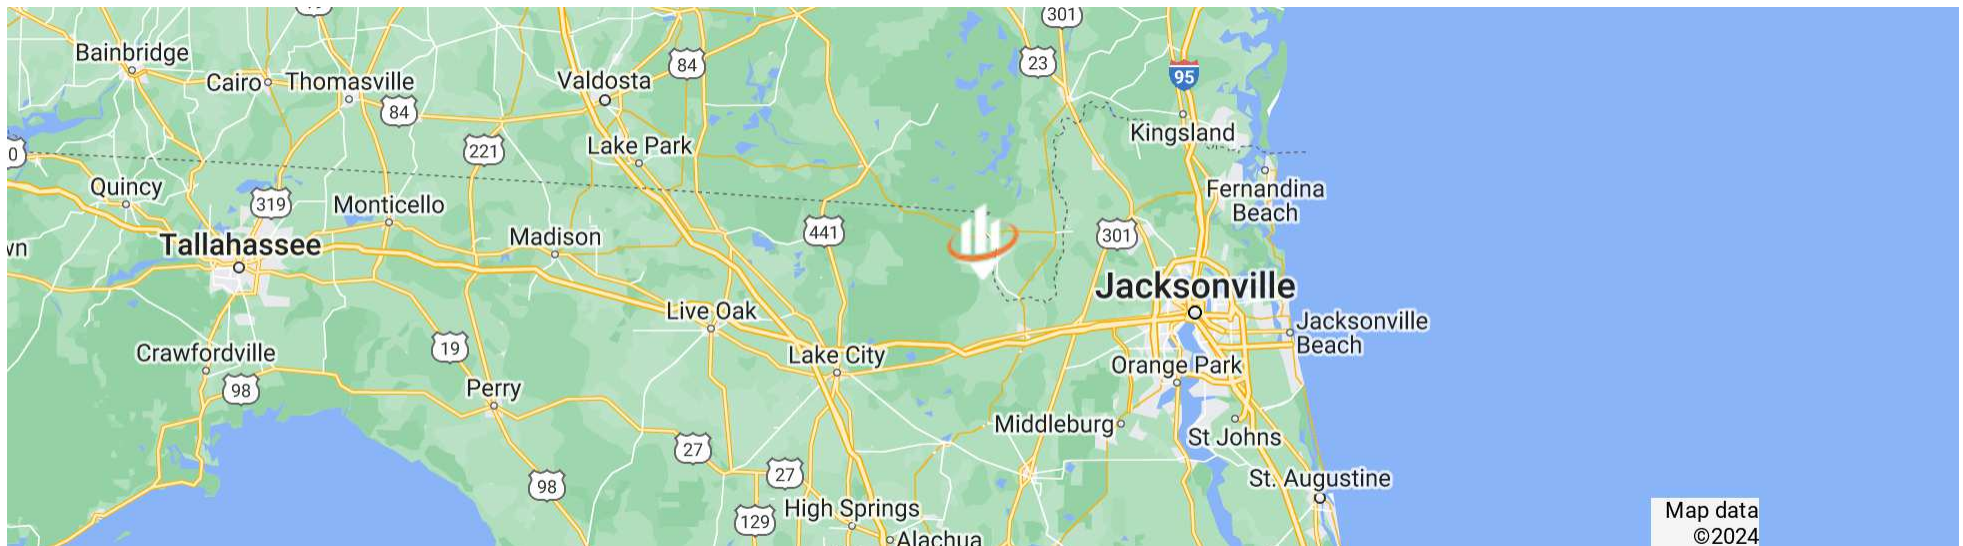 301
Bainbridge
84
23
95
Cairo
Thomasville
Valdosta
84
Kingsland
221
Lake Park
0
Quincy
319
Monticello
Fernandina
Beach
Tallahassee
Madison
441
301
wn
Jacksonville
Live Oak
Jacksonville
Beach
19
Crawfordville
Lake City
Orange Park
98
Perry
Middleburg
St Johns
27
27
98
St. Augustine
129
High Springs
Alachua
Map data
©2024